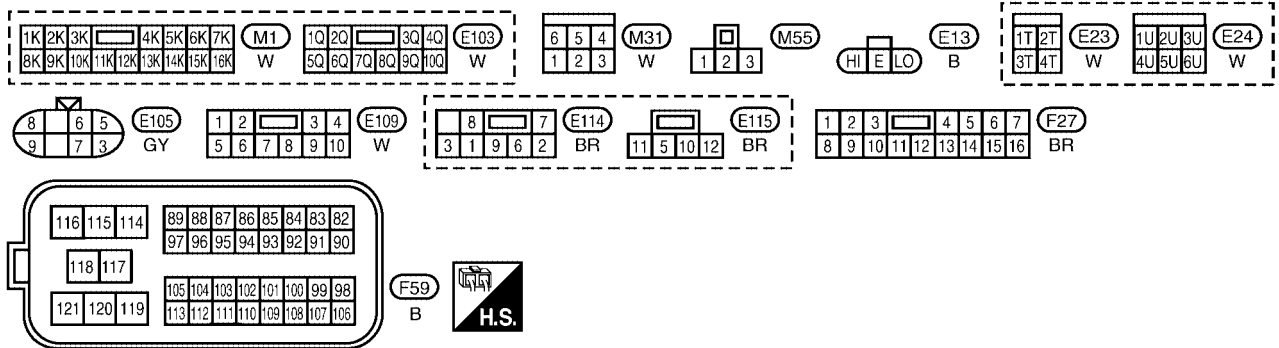 1K 2K 3K 4K 5K 6K 7K
8K 9K 10K 11K 12K 13K 14K 15K 16K
M1
W
1Q 2Q 3Q 4Q
5Q 6Q 7Q 8Q 9Q 10Q
E103
W
6 5 4
1 2 3
M31
W
1 2 3
M55
HI E LO
E13
B
1T 2T
3T 4T
E23
W
1U 2U 3U
4U 5U 6U
E24
W
8 6 5
9 7 3
E105
GY
1 2 3 4
5 6 7 8 9 10
E109
W
8 7
3 1 9 6 2
E114
BR
11 5 10 12
E115
BR
1 2 3 4 5 6 7
8 9 10 11 12 13 14 15 16
F27
BR
116 115 114
118 117
121 120 119
89 88 87 86 85 84 83 82
97 96 95 94 93 92 91 90
105 104 103 102 101 100 99 98
113 112 111 110 109 108 107 106
F59
B
H.S.